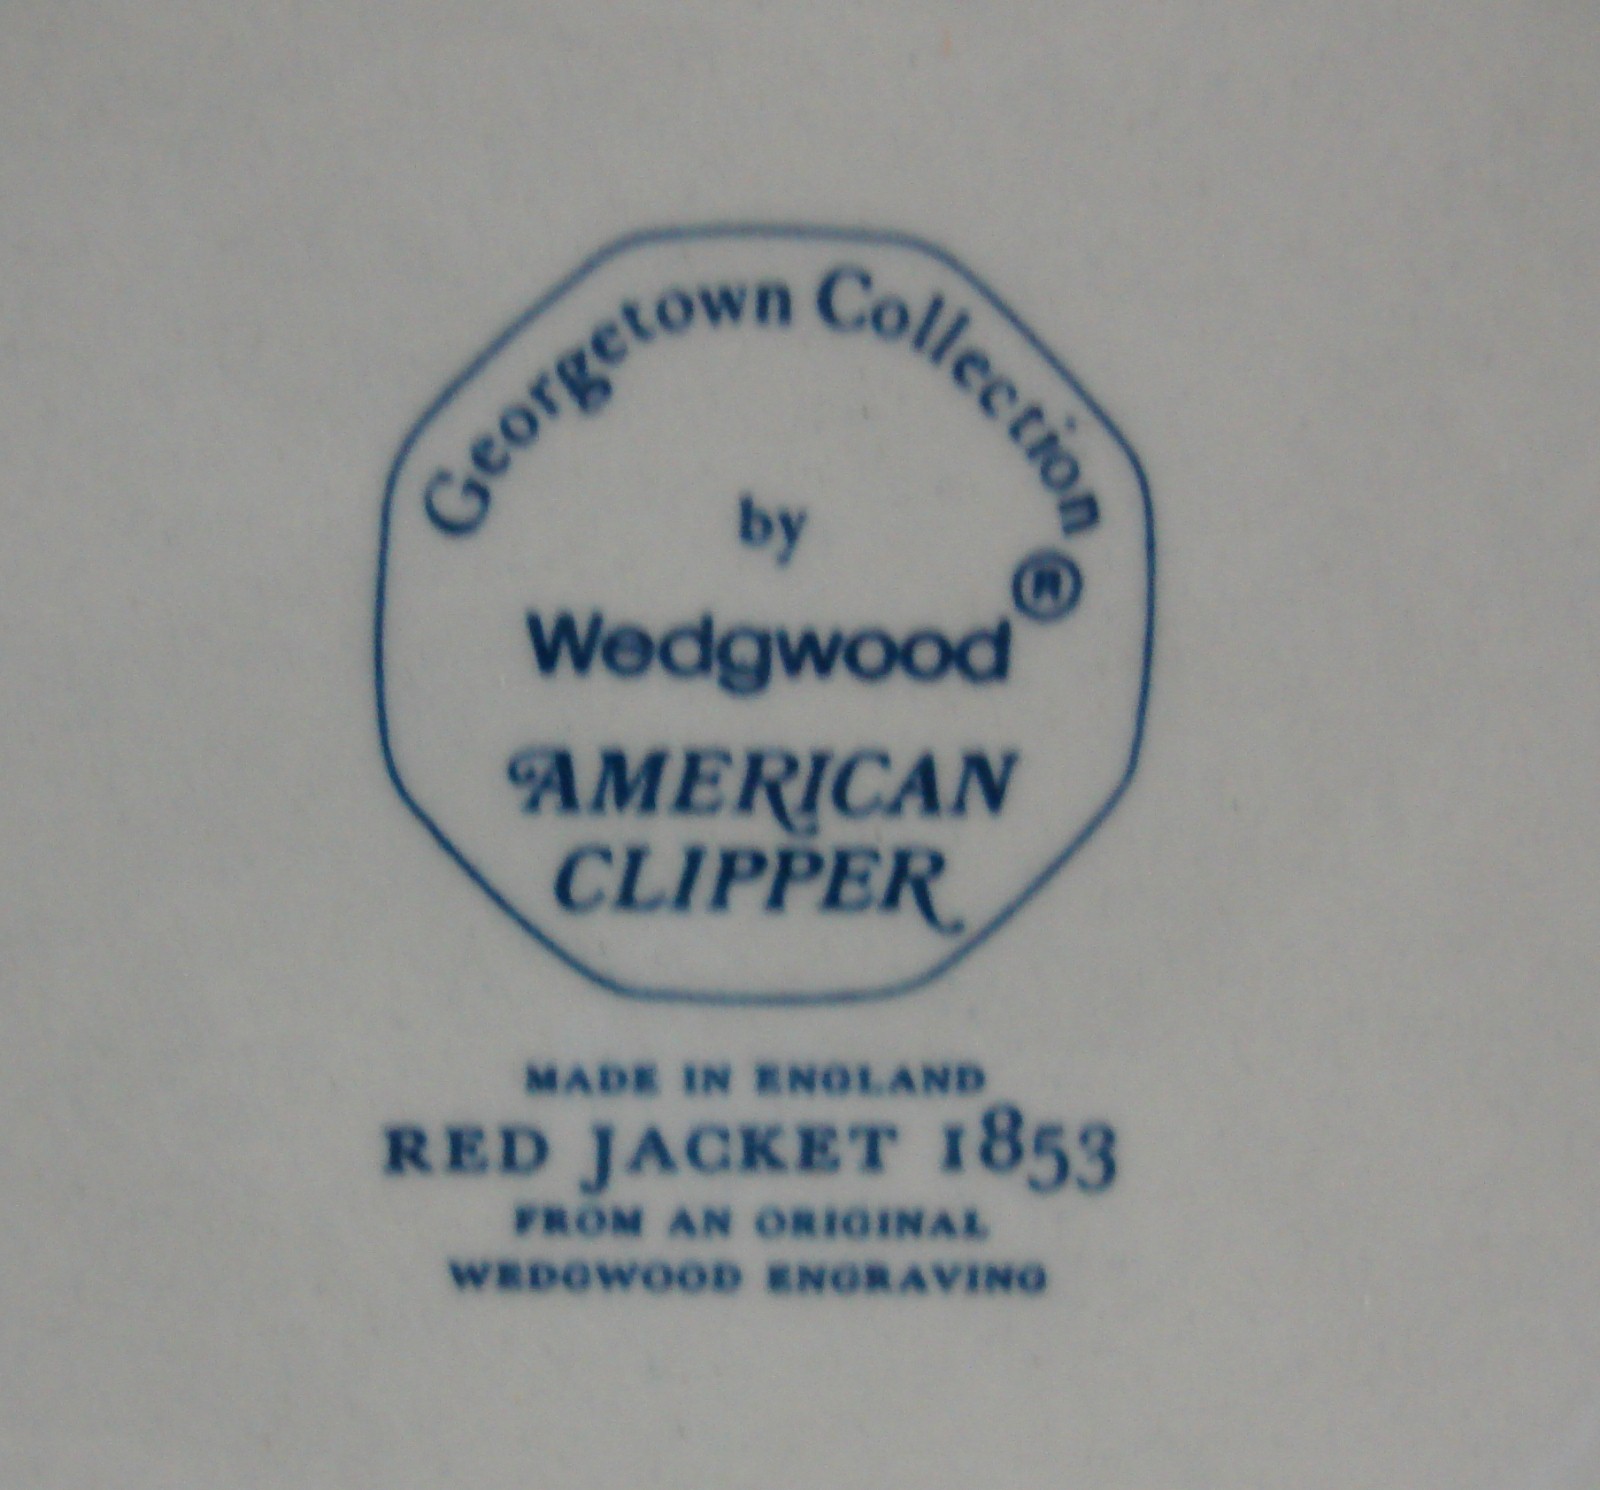 Georgetown Collection
by
Wedgwood®
AMERICAN
CLIPPER
MADE IN ENGLAND
RED JACKET 1853
FROM AN ORIGINAL
WEDGWOOD ENGRAVING